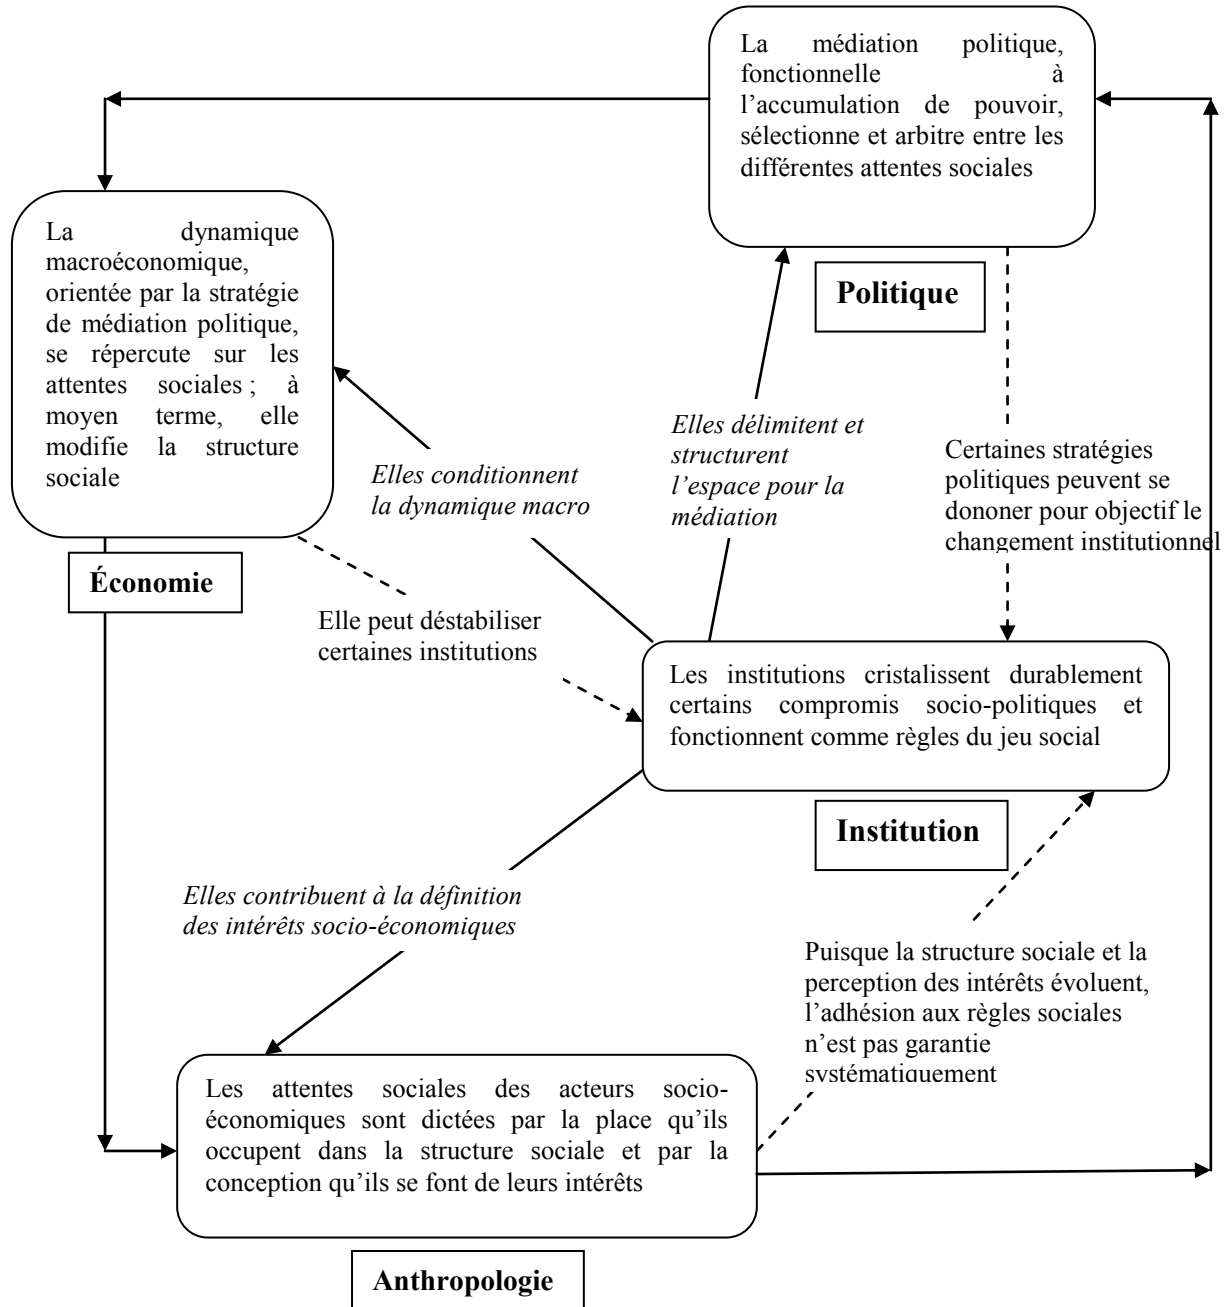 La médiation politique,
fonctionnelle à
l’accumulation de pouvoir,
sélectionne et arbitre entre les
différentes attentes sociales
Politique
La dynamique
macroéconomique,
orientée par la stratégie
de médiation politique,
se répercute sur les
attentes sociales ; à
moyen terme, elle
modifie la structure
sociale
Économie
Elles conditionnent
la dynamique macro
Elles délimitent et
structurent
l’espace pour la
médiation
Certaines stratégies
politiques peuvent se
dononer pour objectif le
changement institutionnel
Elle peut déstabiliser
certaines institutions
Les institutions cristalissent durablement
certains compromis socio-politiques et
fonctionnent comme règles du jeu social
Institution
Elles contribuent à la définition
des intérêts socio-économiques
Puisque la structure sociale et la
perception des intérêts évoluent,
l’adhésion aux règles sociales
n’est pas garantie
systématiquement
Les attentes sociales des acteurs socio-
économiques sont dictées par la place qu’ils
occupent dans la structure sociale et par la
conception qu’ils se font de leurs intérêts
Anthropologie